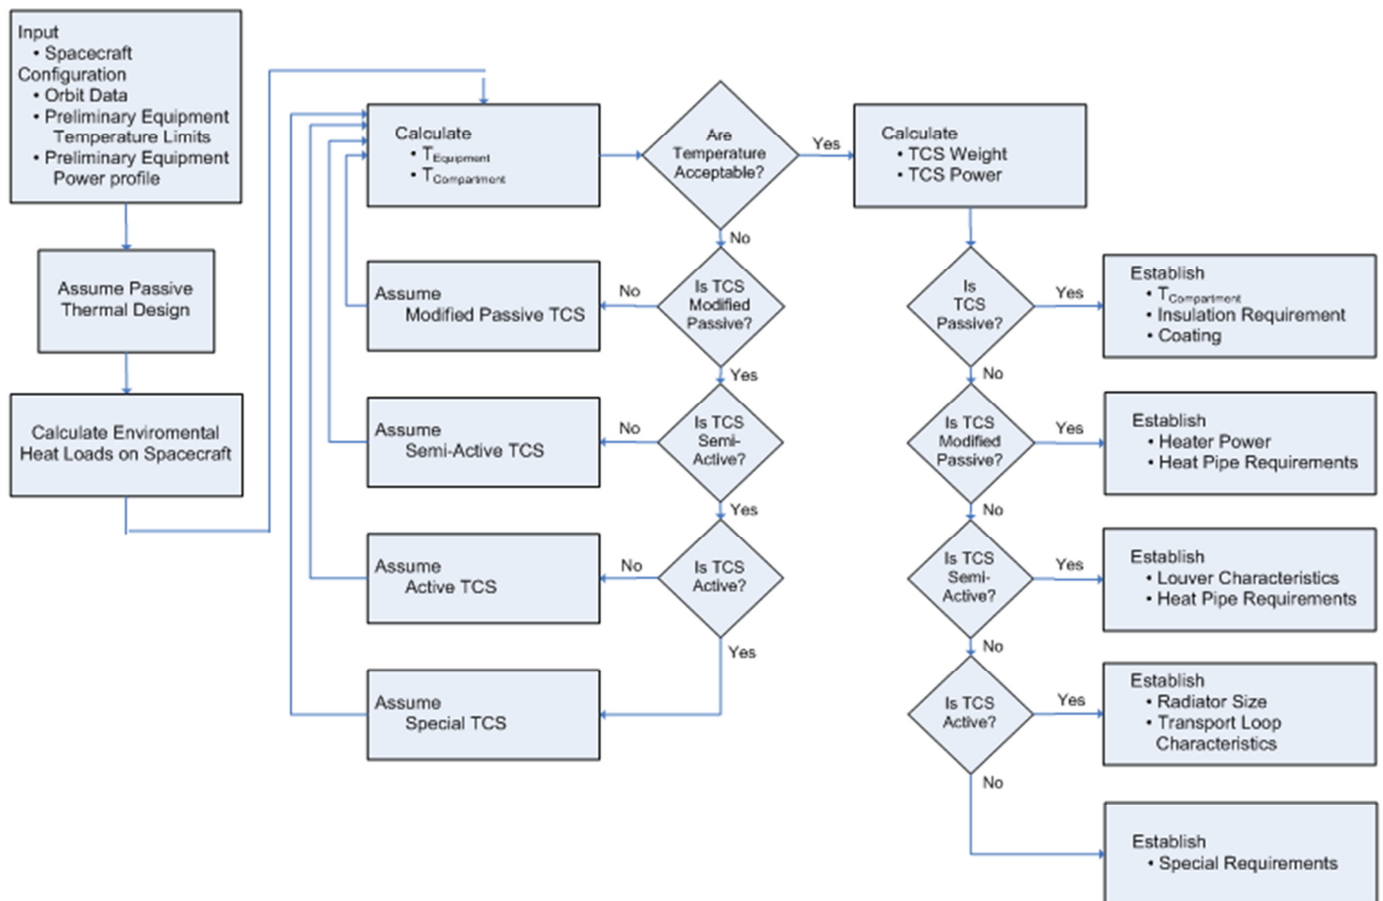 Input
• Spacecraft
Configuration
• Orbit Data
• Preliminary Equipment
Temperature Limits
• Preliminary Equipment
Power profile
Assume Passive
Thermal Design
Calculate Enviromental
Heat Loads on Spacecraft
Calculate
• TEquipment
• TCompartment
Are
Temperature
Acceptable?
Yes
No
Calculate
• TCS Weight
• TCS Power
Assume
Modified Passive TCS
No
Is TCS
Modified
Passive?
Yes
Assume
Semi-Active TCS
No
Is TCS
Semi-
Active?
Yes
Assume
Active TCS
No
Is TCS
Active?
Yes
Assume
Special TCS
Is
TCS
Passive?
Yes
No
Establish
• TCompartment
• Insulation Requirement
• Coating
Is TCS
Modified
Passive?
Yes
No
Establish
• Heater Power
• Heat Pipe Requirements
Is TCS
Semi-
Active?
Yes
No
Establish
• Louver Characteristics
• Heat Pipe Requirements
Is TCS
Active?
Yes
No
Establish
• Radiator Size
• Transport Loop
Characteristics
Establish
• Special Requirements